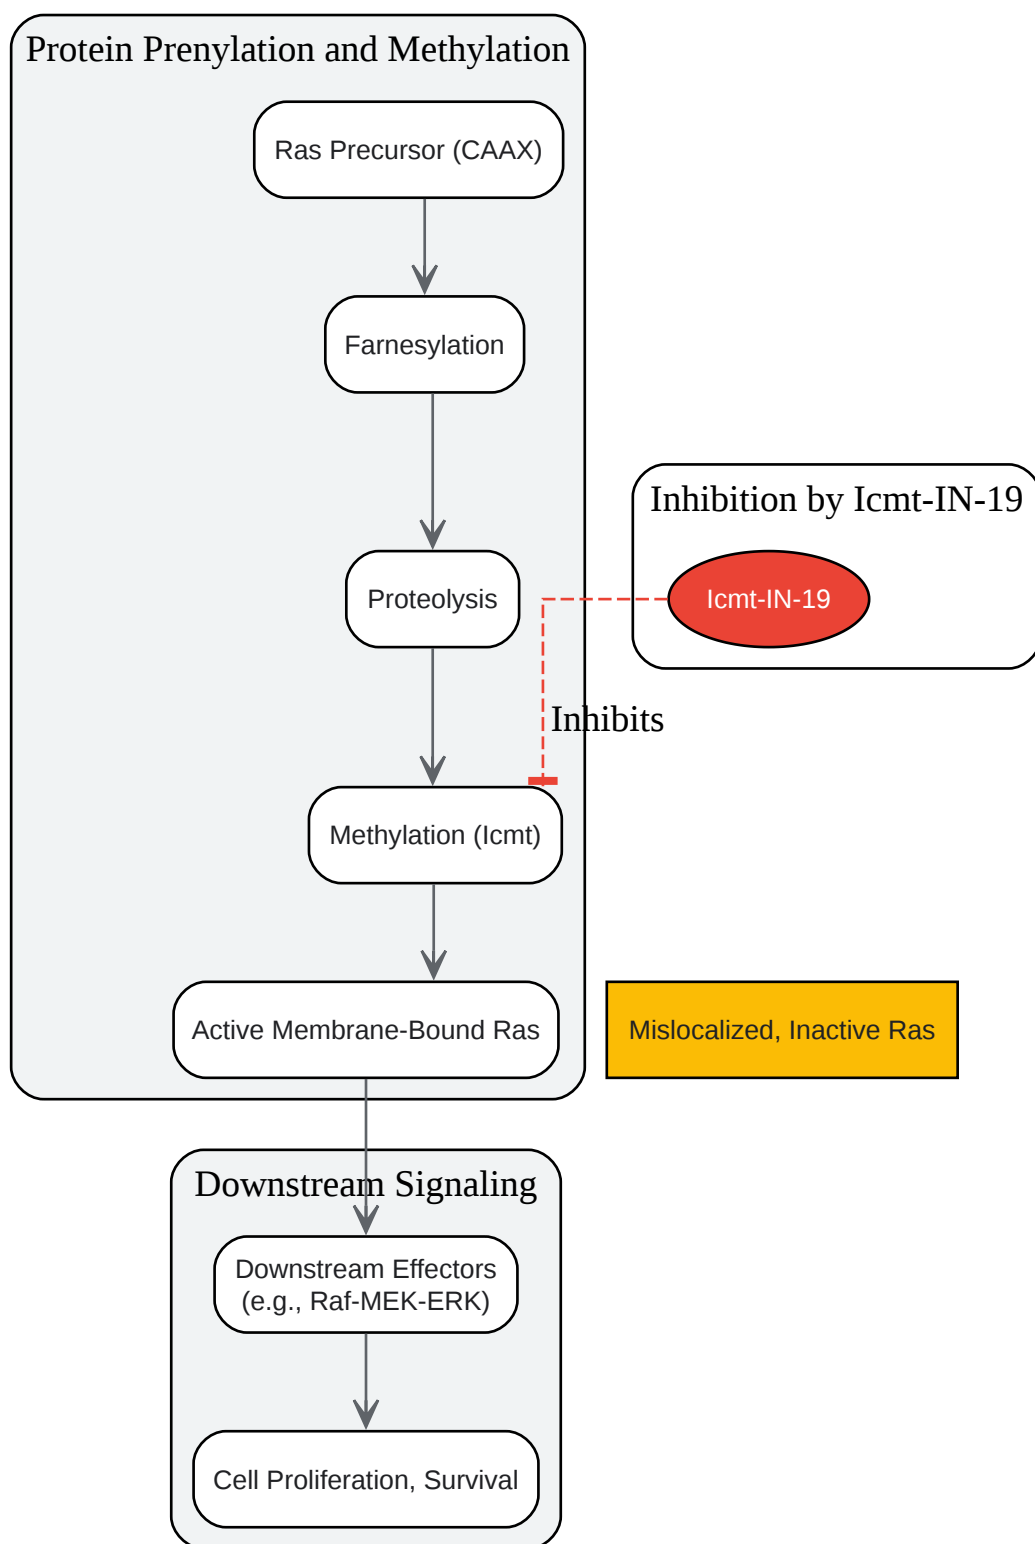 Protein Prenylation and Methylation
Ras Precursor (CAAX)
Farnesylation
Inhibition by Icmt-IN-19
Proteolysis
Icmt-IN-19
Inhibits
Methylation (Icmt)
Active Membrane-Bound Ras
Mislocalized, Inactive Ras
Downstream Signaling
Downstream Effectors
(e.g., Raf-MEK-ERK)
Cell Proliferation, Survival